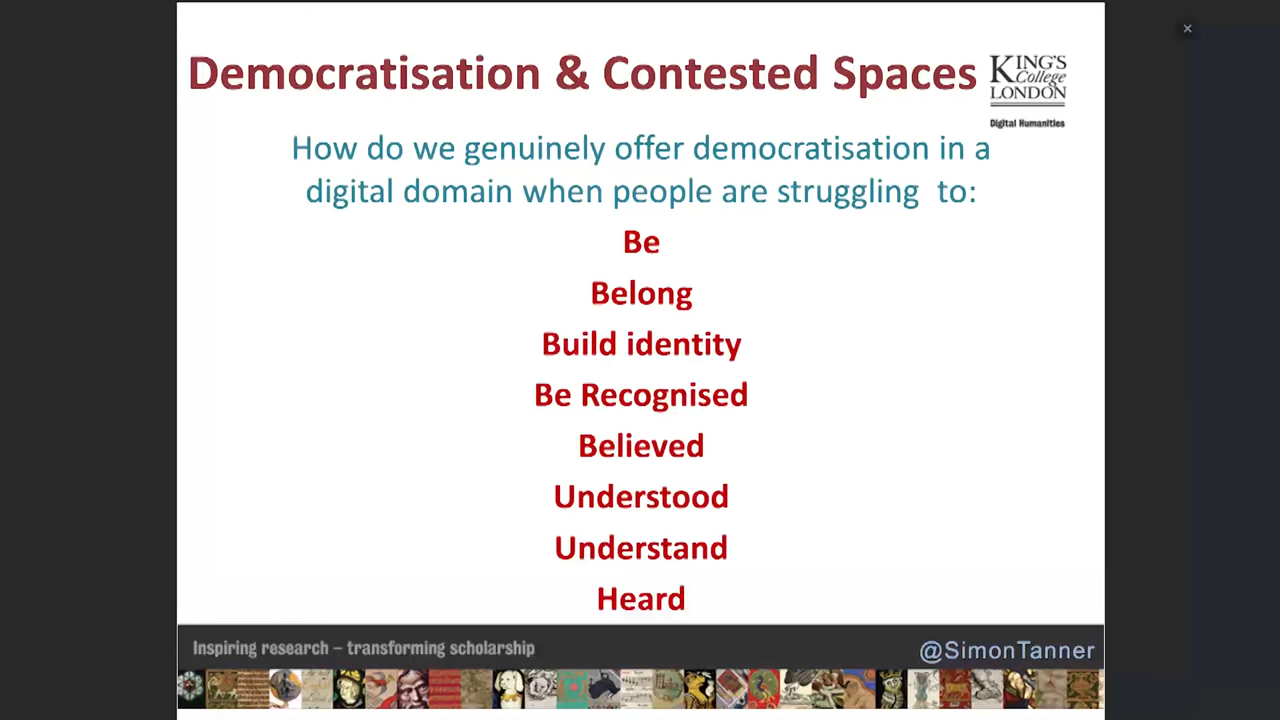 Democratisation & Contested Spaces
KING'S
College
LONDON
Digital Humanities
How do we genuinely offer democratisation in a
digital domain when people are struggling to:
Be
Belong
Build identity
Be Recognised
Believed
Understood
Understand
Heard
Inspiring research – transforming scholarship
@SimonTanner